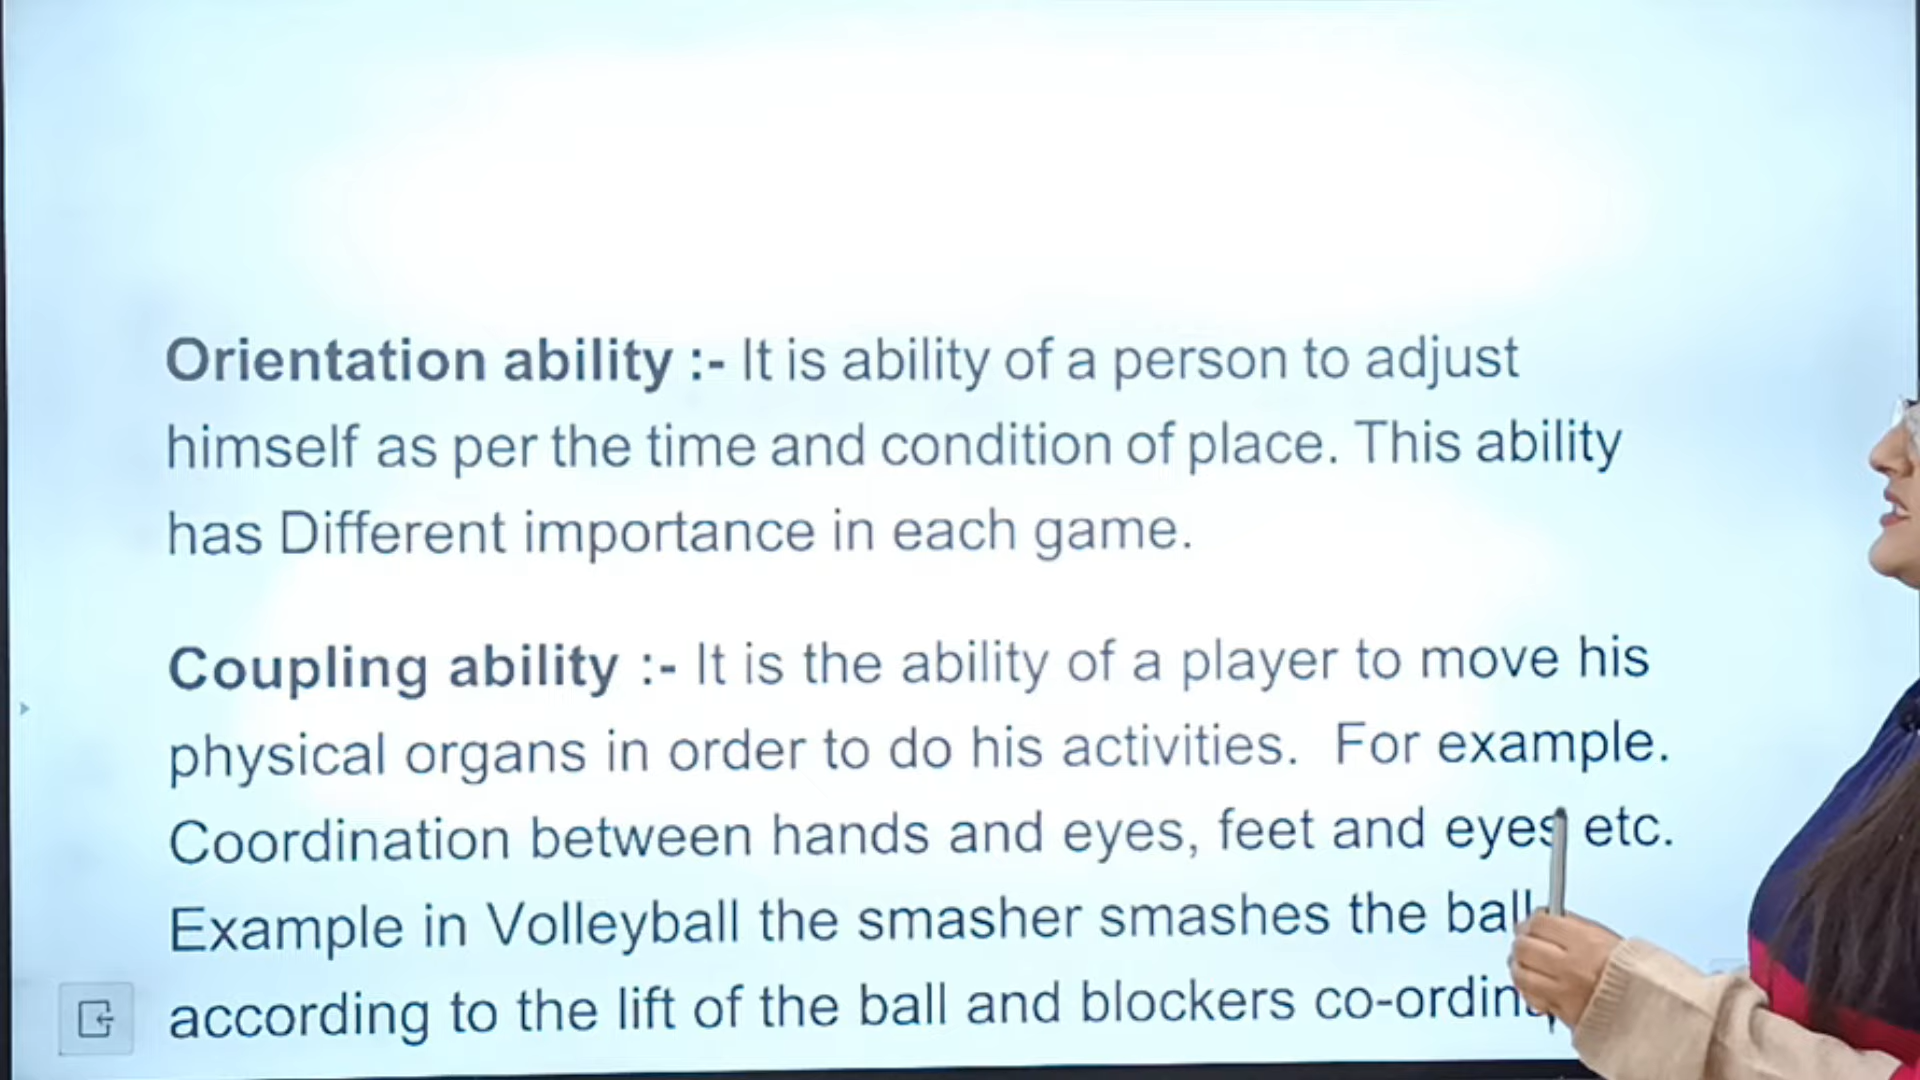 Orientation ability :- It is ability of a person to adjust
himself as per the time and condition of place. This ability
has Different importance in each game.
Coupling ability :- It is the ability of a player to move his
physical organs in order to do his activities. For example.
Coordination between hands and eyes, feet and eyes etc.
Example in Volleyball the smasher smashes the ball
according to the lift of the ball and blockers